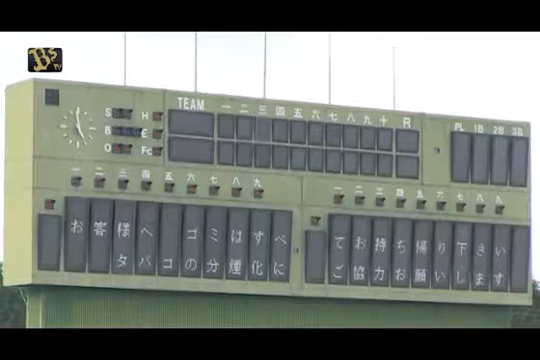 Bs TV
S H
B E
O Fc
TEAM 一 二 三 四 五 六 七 八 九 十 R
PL 1B 2B 3B
一 二 三 四 五 六 七 八 九
一 二 三 四 五 六 七 八 九
お客様へ ゴミはすべてお持ち帰り下さい
タバコの分煙化にご協力お願いします